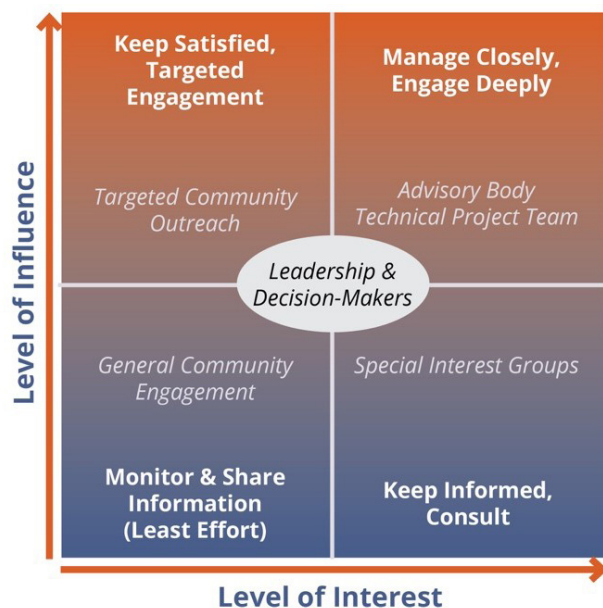 Level of Influence
Keep Satisfied,
Targeted
Engagement
Manage Closely,
Engage Deeply
Targeted Community
Outreach
Advisory Body
Technical Project Team
Leadership &
Decision-Makers
General Community
Engagement
Special Interest Groups
Monitor & Share
Information
(Least Effort)
Keep Informed,
Consult
Level of Interest